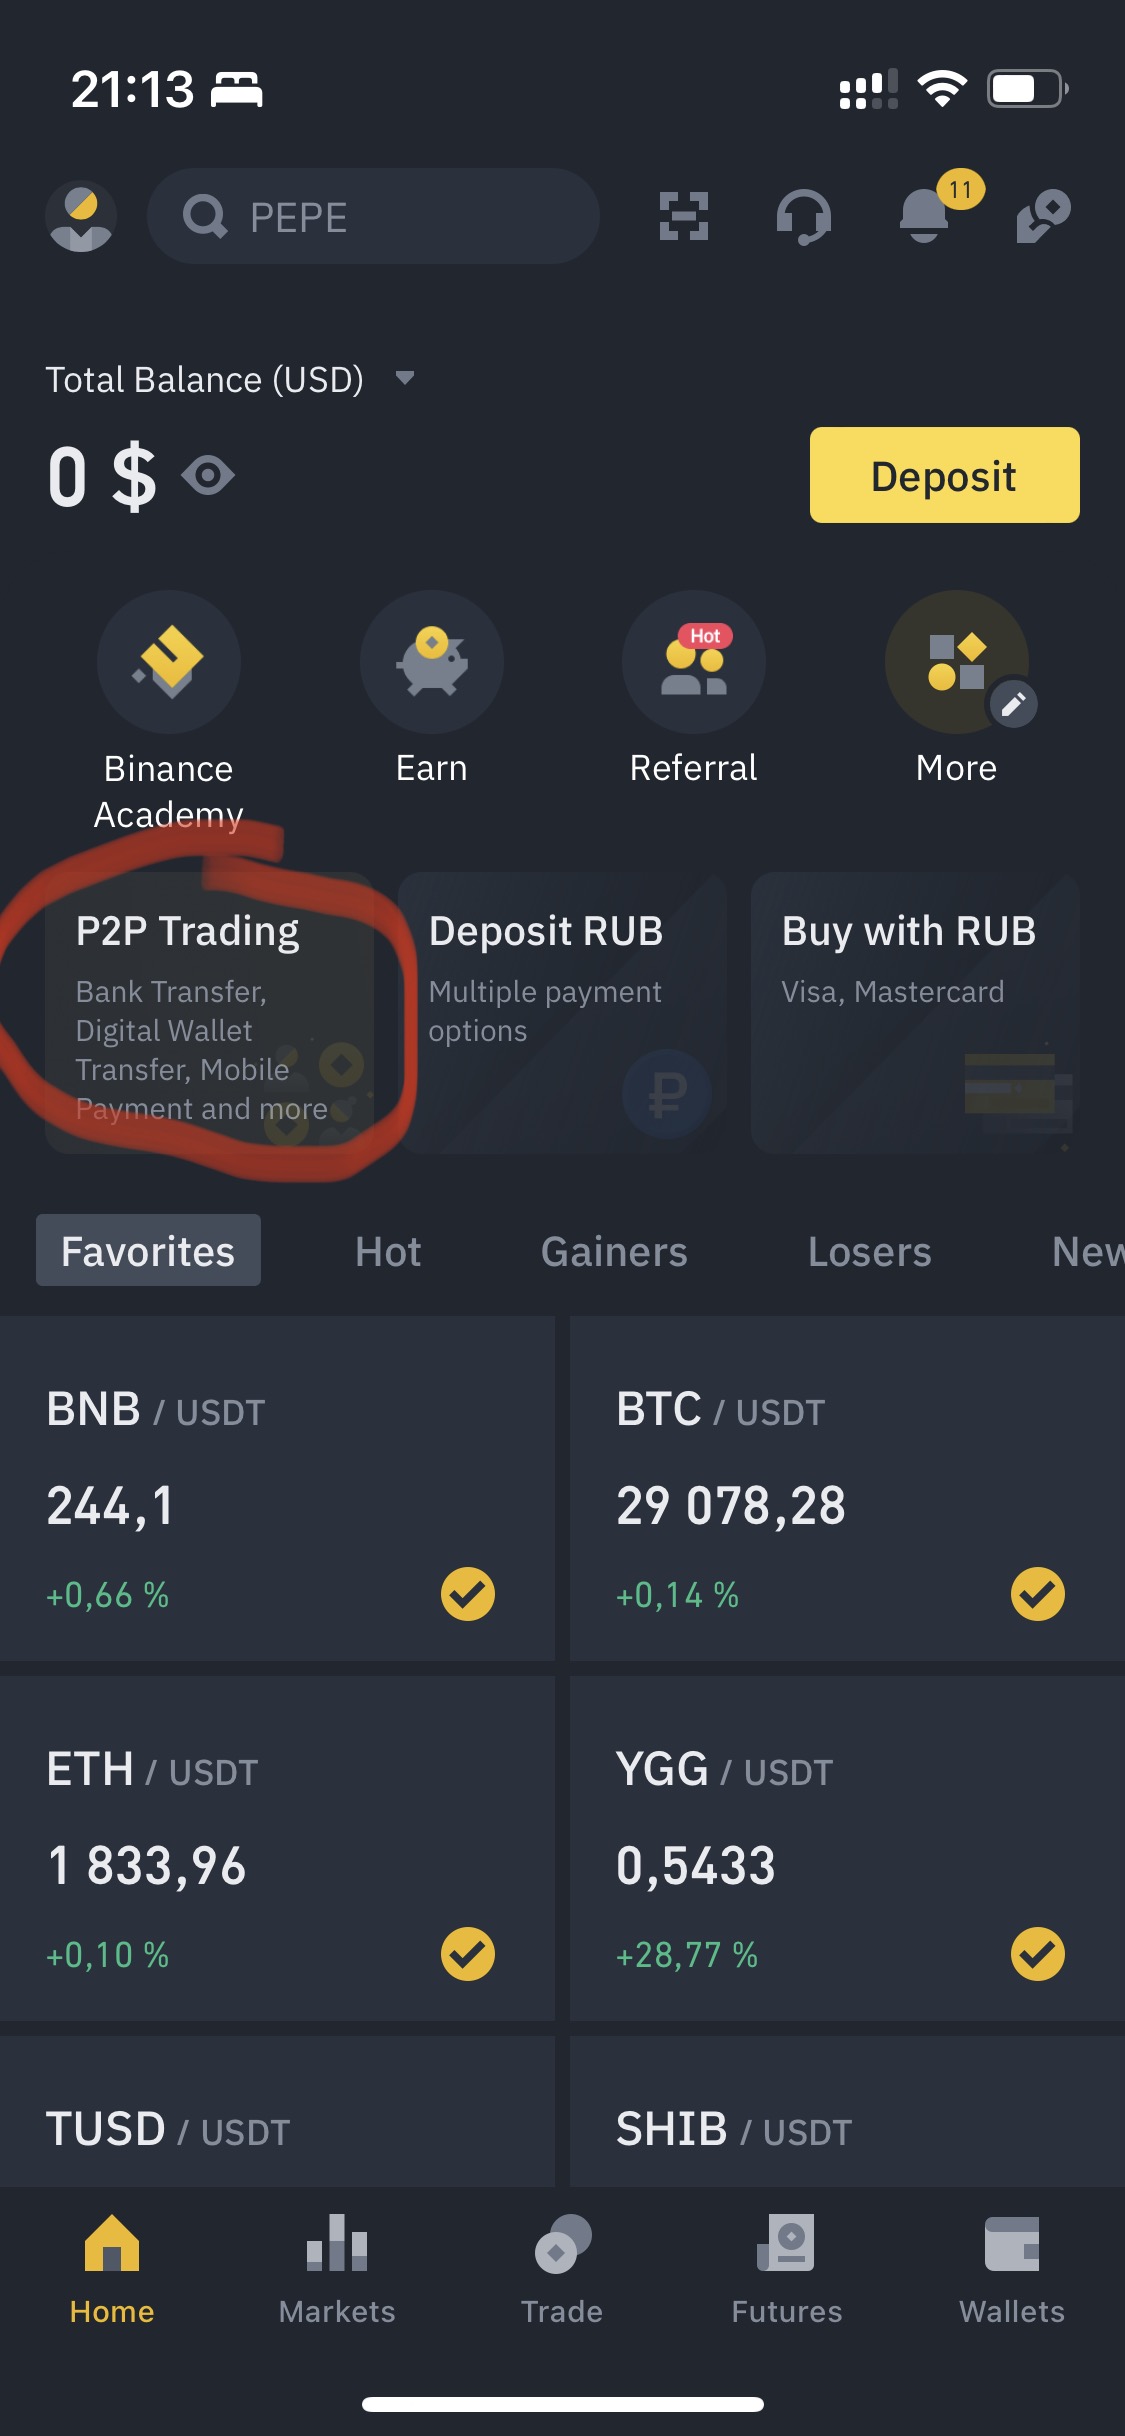 21:13
PEPE
11
Total Balance (USD)
0 $
Deposit
Hot
Binance
Academy
Earn
Referral
More
P2P Trading
Bank Transfer,
Digital Wallet
Transfer, Mobile
Payment and more
Deposit RUB
Multiple payment
options
₽
Buy with RUB
Visa, Mastercard
Favorites
Hot
Gainers
Losers
New
BNB / USDT
244,1
+0,66 %
BTC / USDT
29 078,28
+0,14 %
ETH / USDT
1 833,96
+0,10 %
YGG / USDT
0,5433
+28,77 %
TUSD / USDT
SHIB / USDT
Home
Markets
Trade
Futures
Wallets